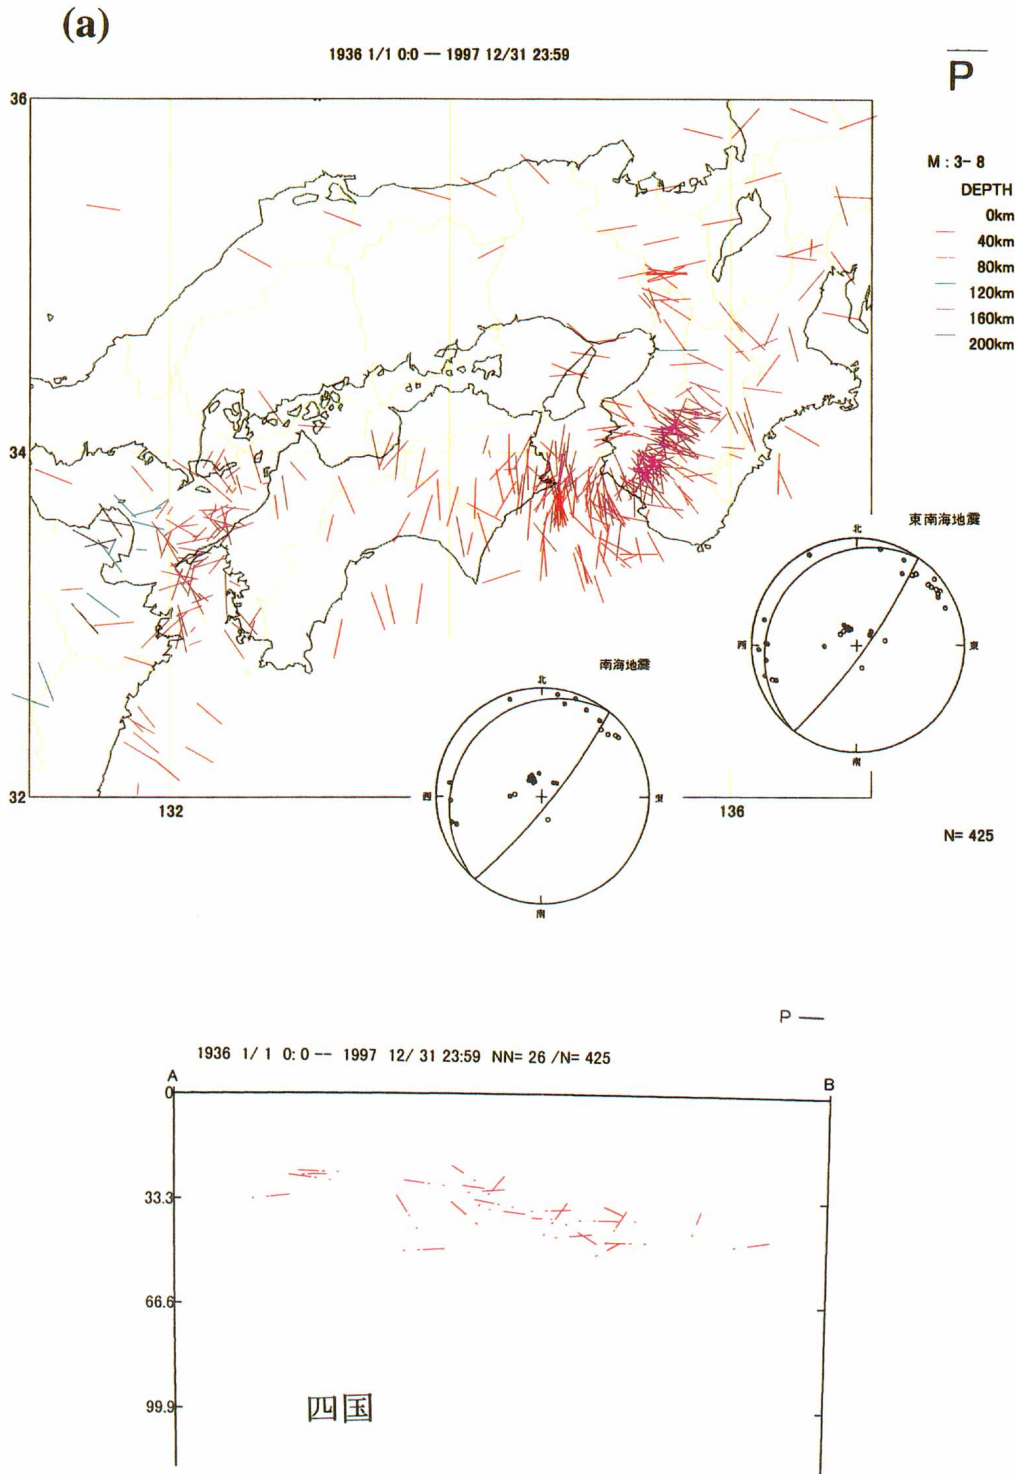 (a)
1936 1/1 0:0 — 1997 12/31 23:59
P
36
M : 3- 8
DEPTH
0km
40km
80km
120km
160km
200km
34
東南海地震
北
西
東
南
南海地震
北
西
東
南
32
132
136
N= 425
P —
1936 1/ 1 0: 0 -- 1997 12/ 31 23:59 NN= 26 /N= 425
A
B
0
33.3
66.6
99.9
四国